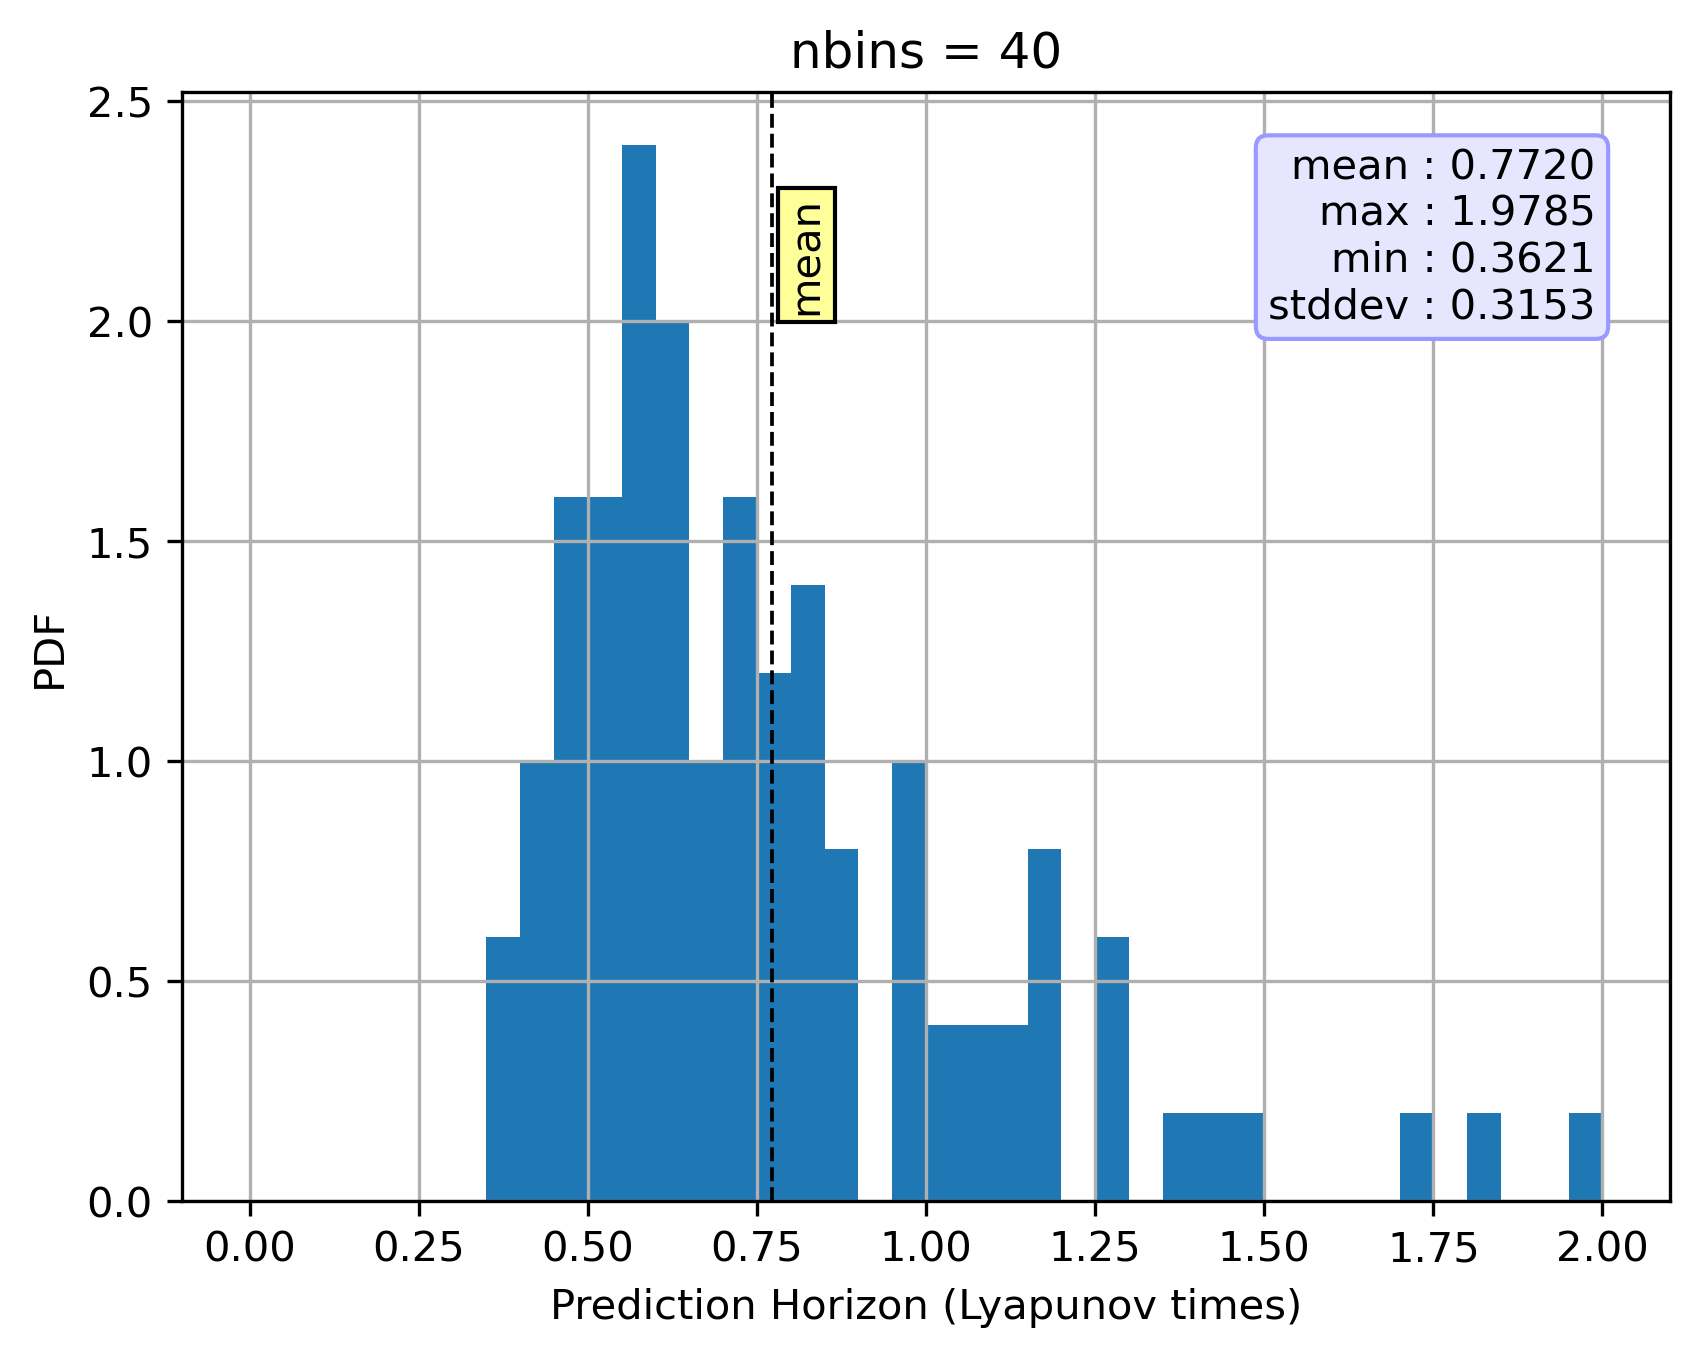 nbins = 40
2.5
2.0
1.5
1.0
0.5
0.0
PDF
mean
mean : 0.7720
max : 1.9785
min : 0.3621
stddev : 0.3153
0.00 0.25 0.50 0.75 1.00 1.25 1.50 1.75 2.00
Prediction Horizon (Lyapunov times)